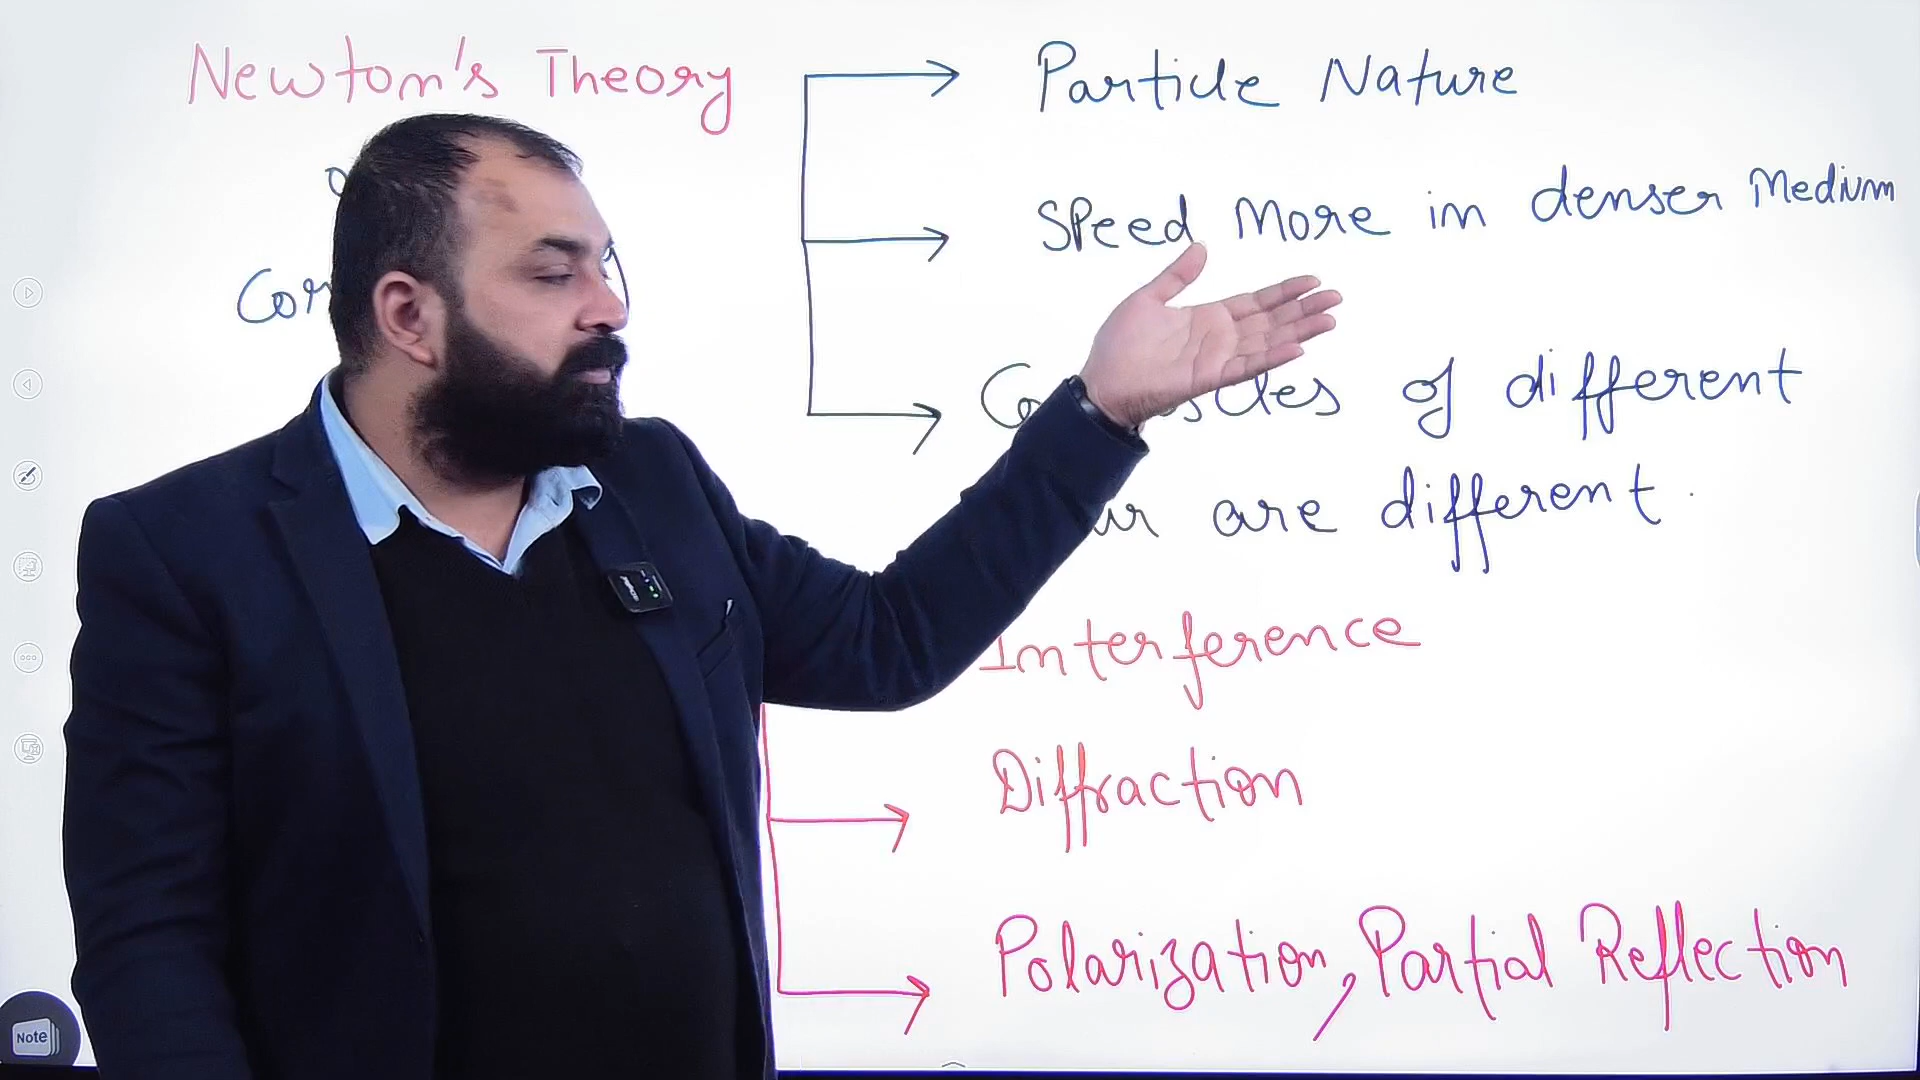 Newton's Theory
Particle Nature
Speed More in denser Medium
of different
are different.
Interference
Diffraction
Polarization, Partial Reflection
Note